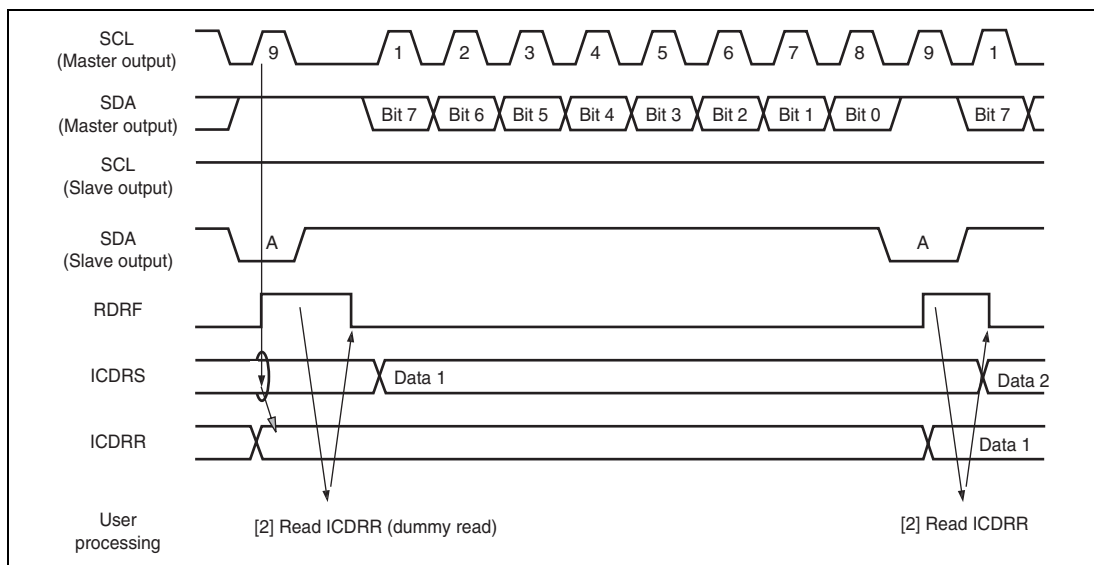 SCL
(Master output)
9 1 2 3 4 5 6 7 8 9 1
SDA
(Master output)
Bit 7 Bit 6 Bit 5 Bit 4 Bit 3 Bit 2 Bit 1 Bit 0 Bit 7
SCL
(Slave output)
SDA
(Slave output)
A A
RDRF
ICDRS
Data 1 Data 2
ICDRR
Data 1
User
processing
[2] Read ICDRR (dummy read) [2] Read ICDRR